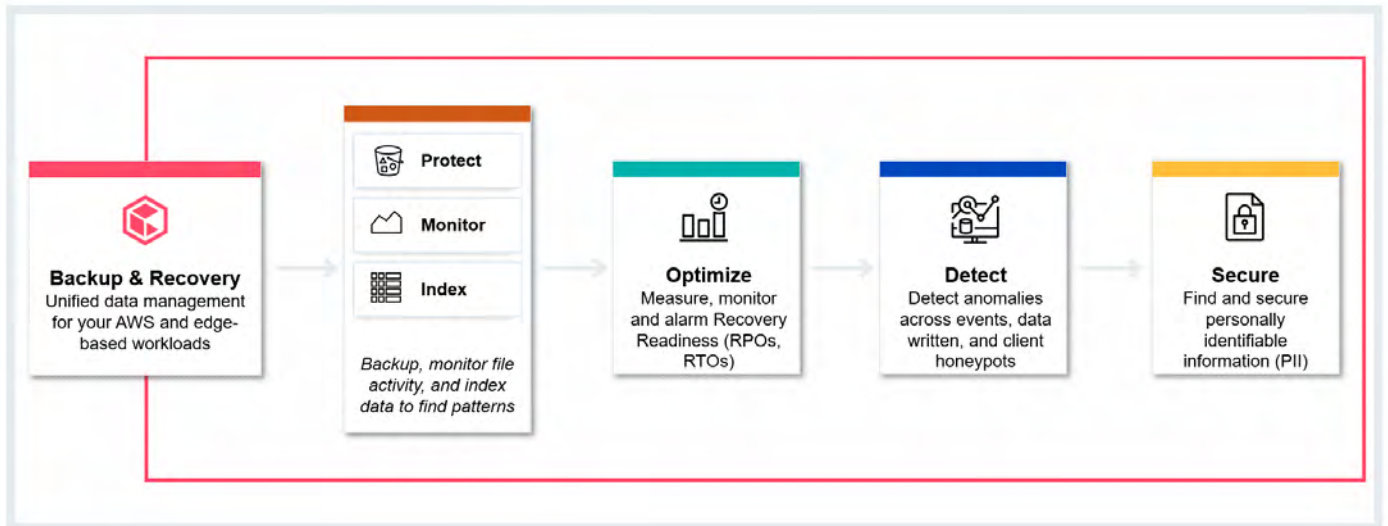 Backup & Recovery
Unified data management
for your AWS and edge-
based workloads
Protect
Monitor
Index
Backup, monitor file
activity, and index
data to find patterns
Optimize
Measure, monitor
and alarm Recovery
Readiness (RPOs,
RTOs)
Detect
Detect anomalies
across events, data
written, and client
honeypots
Secure
Find and secure
personally
identifiable
information (PII)